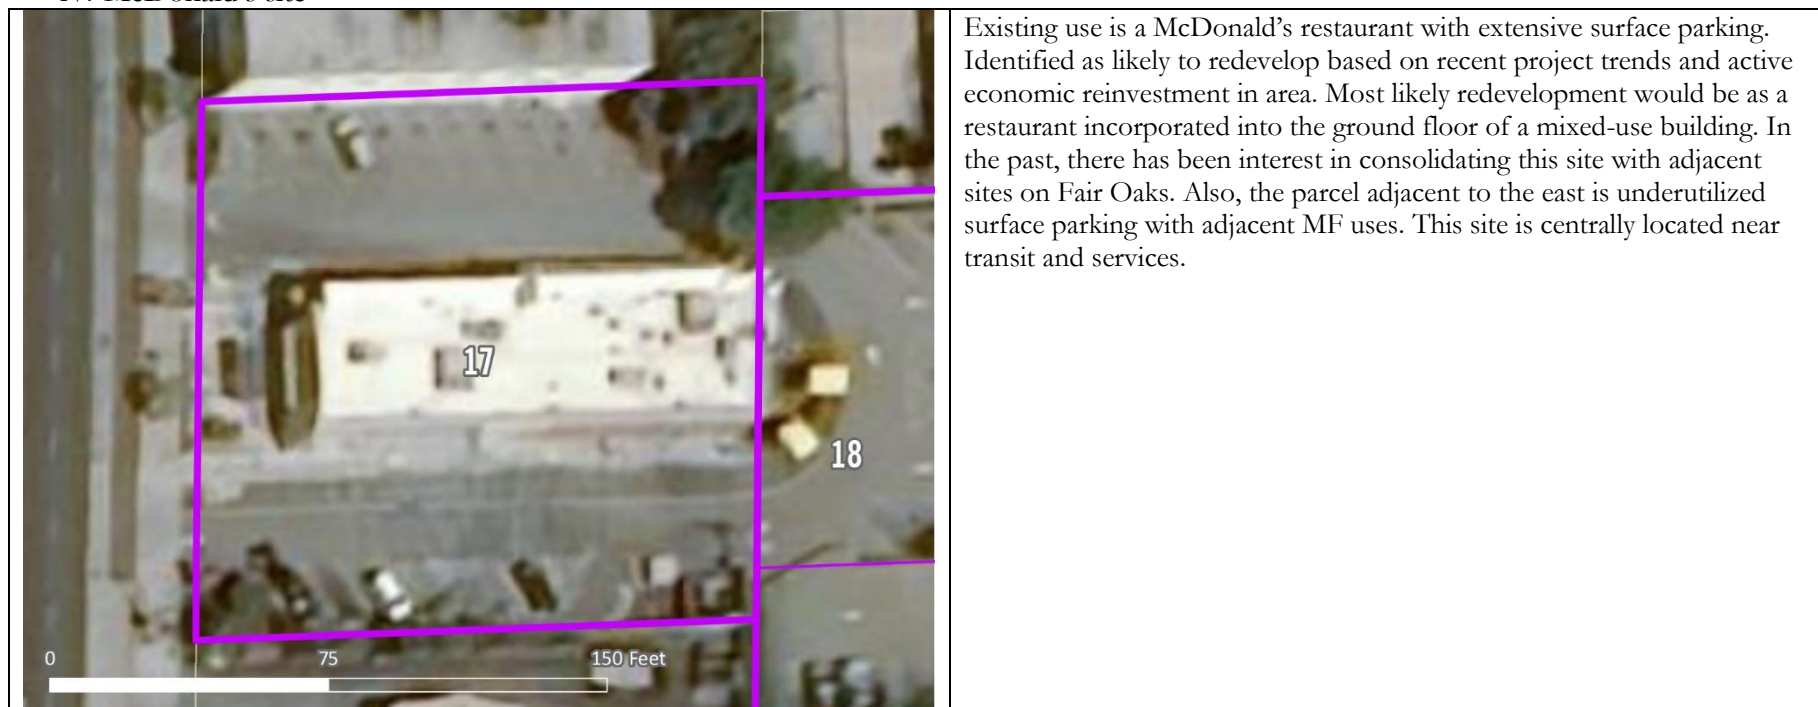 Existing use is a McDonald’s restaurant with extensive surface parking.
Identified as likely to redevelop based on recent project trends and active
economic reinvestment in area. Most likely redevelopment would be as a
restaurant incorporated into the ground floor of a mixed-use building. In
the past, there has been interest in consolidating this site with adjacent
sites on Fair Oaks. Also, the parcel adjacent to the east is underutilized
surface parking with adjacent MF uses. This site is centrally located near
transit and services.
17
18
0 75 150 Feet